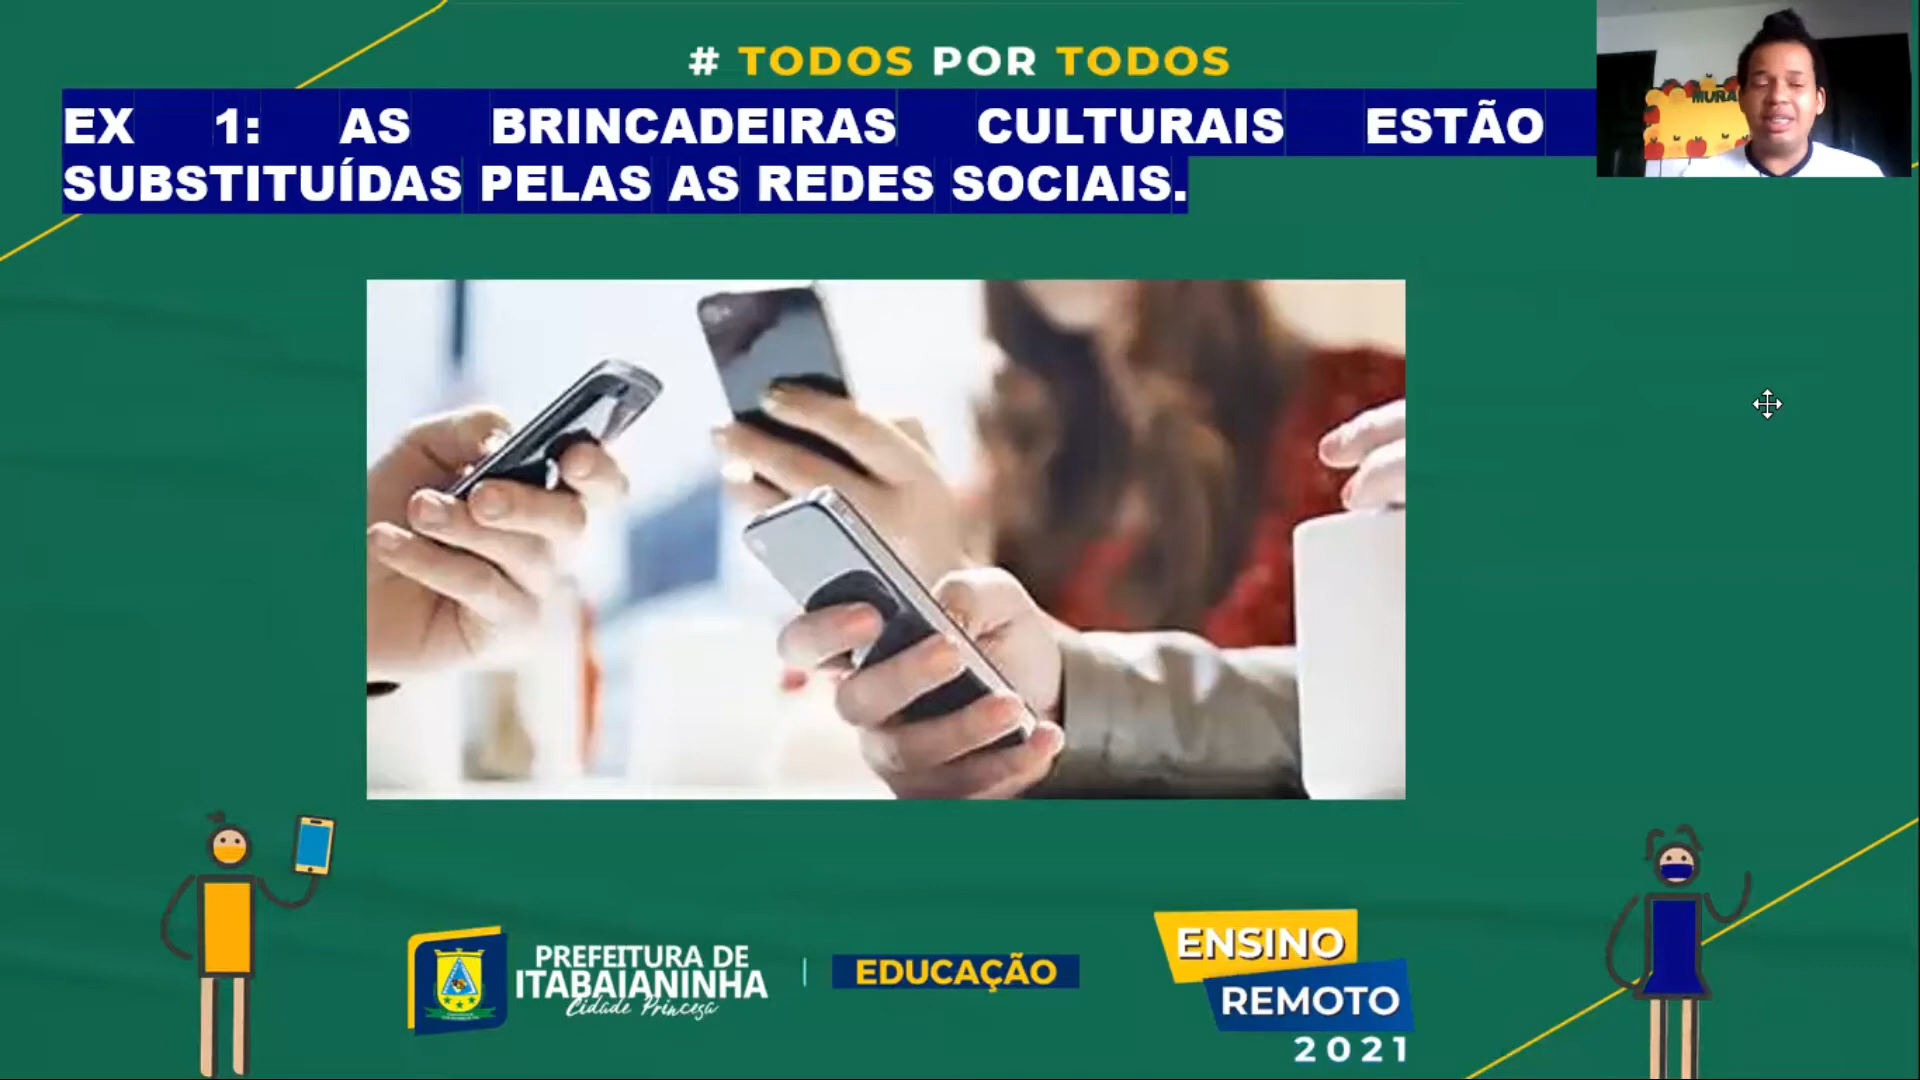 # TODOS POR TODOS
EX 1: AS BRINCADEIRAS CULTURAIS ESTÃO
SUBSTITUÍDAS PELAS AS REDES SOCIAIS.
PREFEITURA DE
ITABAIANINHA
Cidade Princesa
EDUCAÇÃO
ENSINO
REMOTO
2021